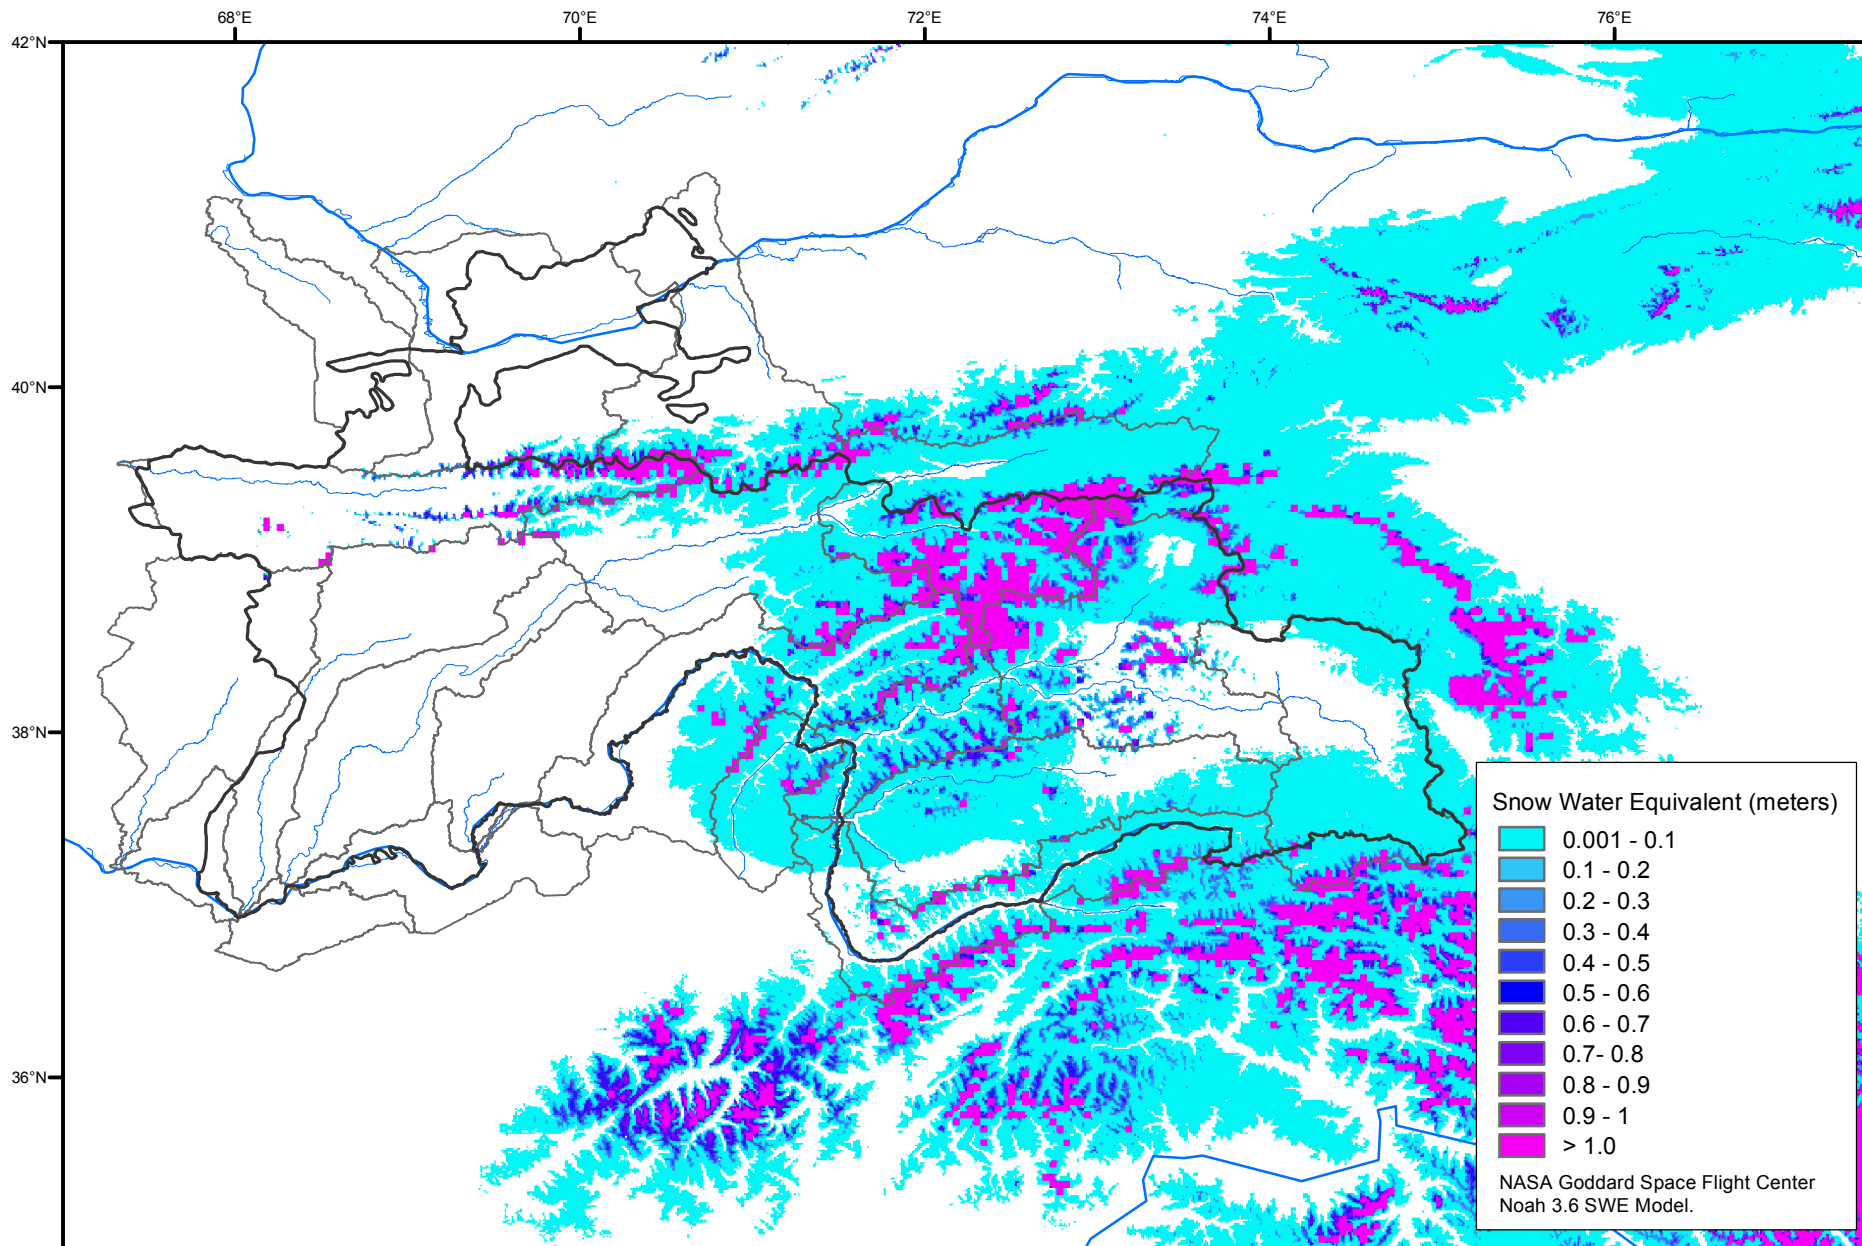 68°E 70°E 72°E 74°E 76°E
42°N
40°N
38°N
36°N
Snow Water Equivalent (meters)
0.001 - 0.1
0.1 - 0.2
0.2 - 0.3
0.3 - 0.4
0.4 - 0.5
0.5 - 0.6
0.6 - 0.7
0.7- 0.8
0.8 - 0.9
0.9 - 1
> 1.0
NASA Goddard Space Flight Center
Noah 3.6 SWE Model.